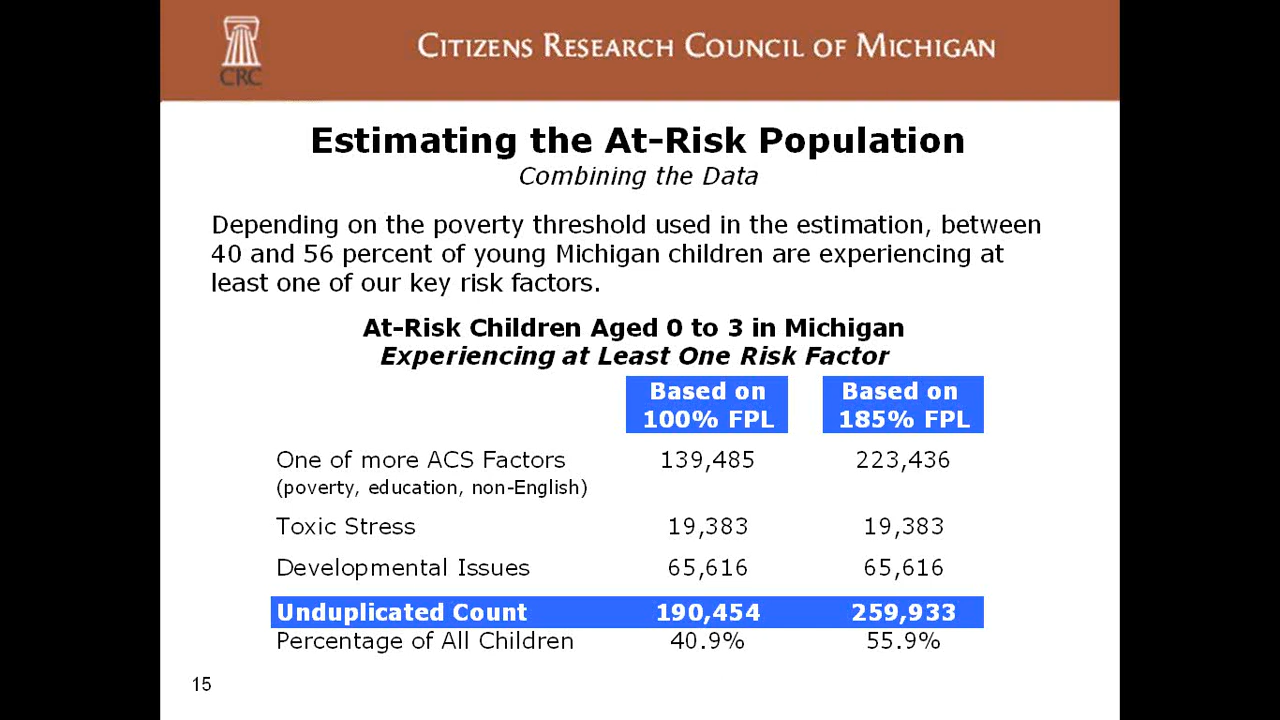 CRC
CITIZENS RESEARCH COUNCIL OF MICHIGAN
Estimating the At-Risk Population
Combining the Data
Depending on the poverty threshold used in the estimation, between
40 and 56 percent of young Michigan children are experiencing at
least one of our key risk factors.
At-Risk Children Aged 0 to 3 in Michigan
Experiencing at Least One Risk Factor
Based on 100% FPL
Based on 185% FPL
One of more ACS Factors 139,485 223,436
(poverty, education, non-English)
Toxic Stress 19,383 19,383
Developmental Issues 65,616 65,616
Unduplicated Count 190,454 259,933
Percentage of All Children 40.9% 55.9%
15